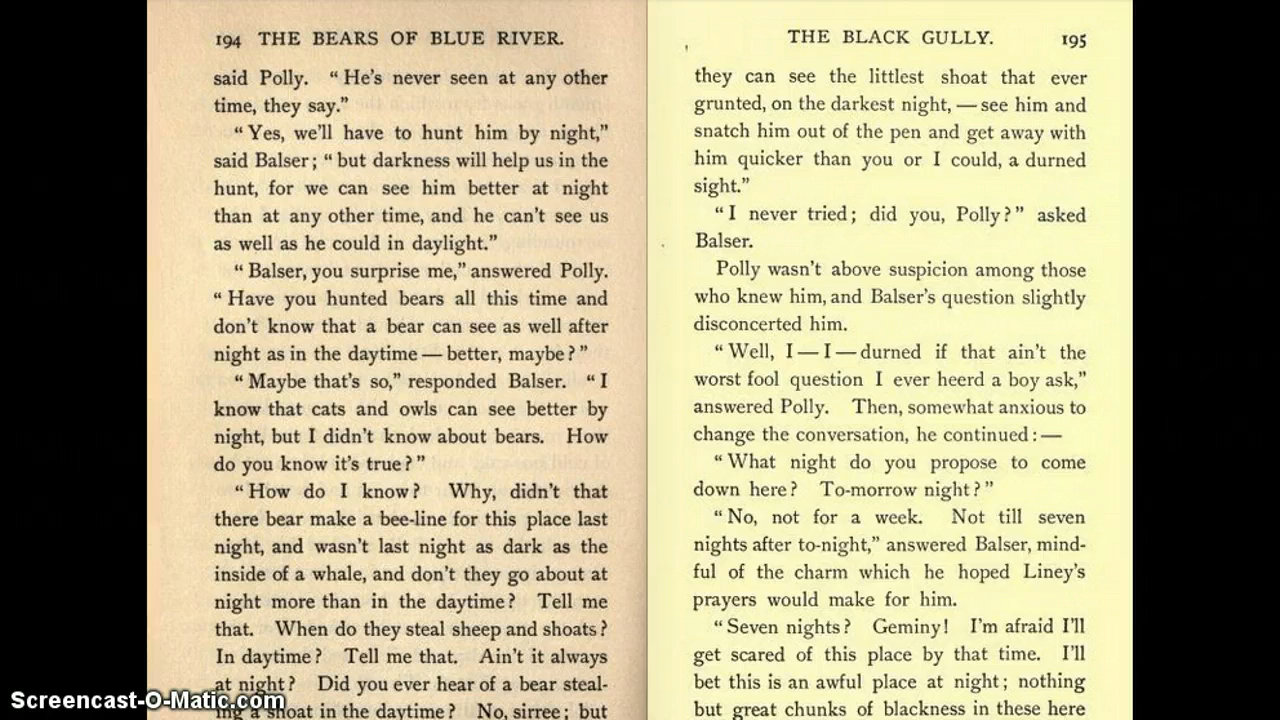 194 THE BEARS OF BLUE RIVER.
said Polly. “He’s never seen at any other
time, they say.”
“Yes, we’ll have to hunt him by night,”
said Balser; “but darkness will help us in the
hunt, for we can see him better at night
than at any other time, and he can’t see us
as well as he could in daylight.”
“Balser, you surprise me,” answered Polly.
“Have you hunted bears all this time and
don’t know that a bear can see as well after
night as in the daytime — better, maybe?”
“Maybe that’s so,” responded Balser. “I
know that cats and owls can see better by
night, but I didn’t know about bears. How
do you know it’s true?”
“How do I know? Why, didn’t that
there bear make a bee-line for this place last
night, and wasn’t last night as dark as the
inside of a whale, and don’t they go about at
night more than in the daytime? Tell me
that. When do they steal sheep and shoats?
In daytime? Tell me that. Ain’t it always
at night? Did you ever hear of a bear steal-
ing a shoat in the daytime? No, sirree; but
THE BLACK GULLY. 195
they can see the littlest shoat that ever
grunted, on the darkest night, — see him and
snatch him out of the pen and get away with
him quicker than you or I could, a durned
sight.”
“I never tried; did you, Polly?” asked
Balser.
Polly wasn’t above suspicion among those
who knew him, and Balser’s question slightly
disconcerted him.
“Well, I — I — durned if that ain’t the
worst fool question I ever heerd a boy ask,”
answered Polly. Then, somewhat anxious to
change the conversation, he continued: —
“What night do you propose to come
down here? To-morrow night?”
“No, not for a week. Not till seven
nights after to-night,” answered Balser, mind-
ful of the charm which he hoped Liney’s
prayers would make for him.
“Seven nights? Geminy! I’m afraid I’ll
get scared of this place by that time. I’ll
bet this is an awful place at night; nothing
but great chunks of blackness in these here
Screencast-O-Matic.com